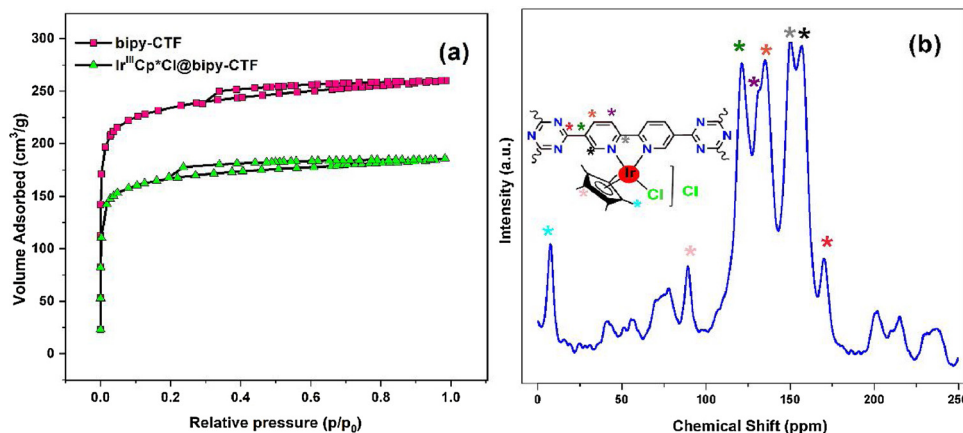 (a)
bipy-CTF
Ir^IIICp*Cl@bipy-CTF
Volume Adsorbed (cm³/g)
300
250
200
150
100
50
0
0.0 0.2 0.4 0.6 0.8 1.0
Relative pressure (p/p₀)
(b)
Intensity (a.u.)
N N N N N N
N N
Ir
Cl Cl
0 50 100 150 200 250
Chemical Shift (ppm)